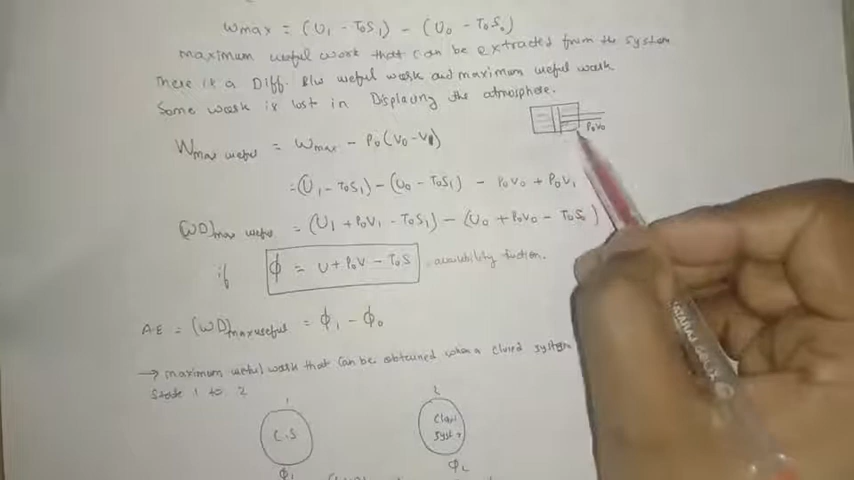 Wmax = (U₁ - T₀S₁) - (U₀ - T₀S₀)
maximum useful work that can be extracted from the system
There is a Diff. b/w useful work and maximum useful work.
Some work is lost in Displacing the atmosphere.
P₀V₀
Wmax useful = Wmax - P₀(V₀-V₁)
= (U₁ - T₀S₁) - (U₀ - T₀S₁) - P₀V₀ + P₀V₁
(WD)max useful = (U₁ + P₀V₁ - T₀S₁) - (U₀ + P₀V₀ - T₀S₀)
if ϕ = U + P₀V - T₀S availability fuction.
AE = (WD)max useful = ϕ₁ - ϕ₀
→ maximum useful work that can be obtained when a closed system
State 1 to 2
1 2
C.S
ϕ₁ ϕ₂